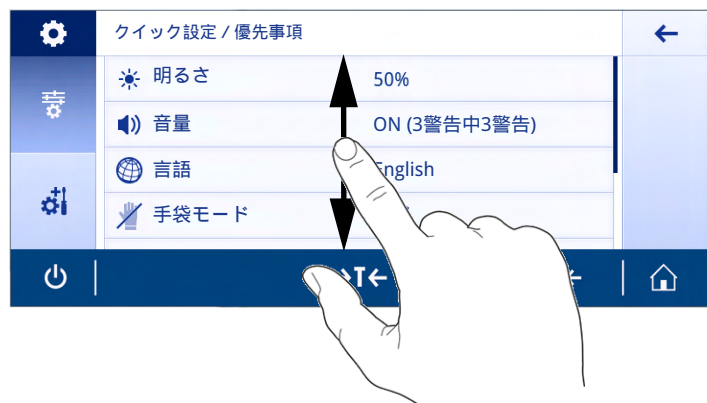 クイック設定 / 優先事項
明るさ 50%
音量 ON (3警告中3警告)
言語 English
手袋モード
→T←